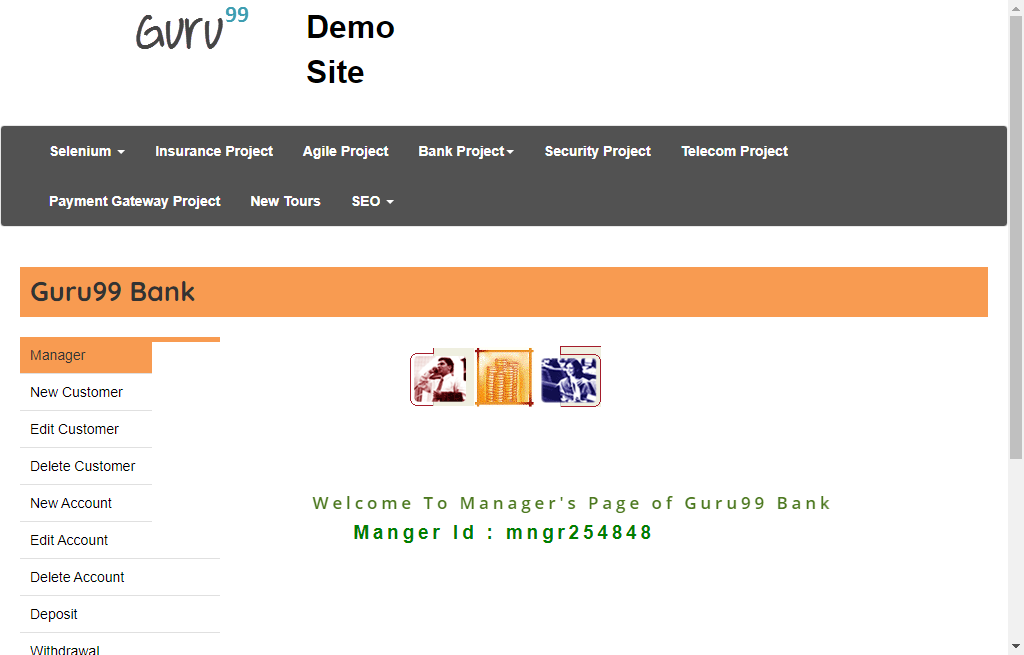 Guru99
Demo
Site
Selenium
Insurance Project
Agile Project
Bank Project
Security Project
Telecom Project
Payment Gateway Project
New Tours
SEO
Guru99 Bank
Manager
New Customer
Edit Customer
Delete Customer
New Account
Edit Account
Delete Account
Deposit
Withdrawal
Welcome To Manager's Page of Guru99 Bank
Manger Id : mngr254848